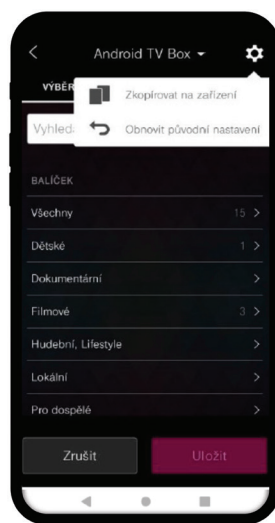 Android TV Box
VÝBĚR
Zkopírovat na zařízení
Vyhled
Obnovit původní nastavení
BALÍČEK
Všechny 15
Dětské 1
Dokumentární
Filmové 3
Hudební, Lifestyle
Lokální
Pro dospělé
Zrušit Uložit